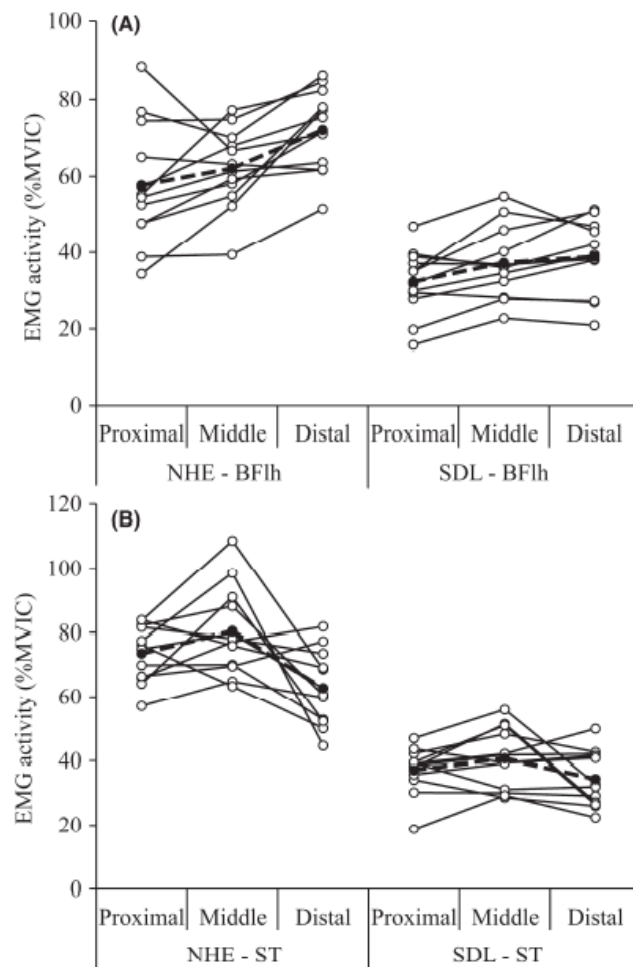 (A)
100
80
60
40
20
0
EMG activity (%MVIC)
Proximal Middle Distal Proximal Middle Distal
NHE - BFlh SDL - BFlh
(B)
120
100
80
60
40
20
0
EMG activity (%MVIC)
Proximal Middle Distal Proximal Middle Distal
NHE - ST SDL - ST